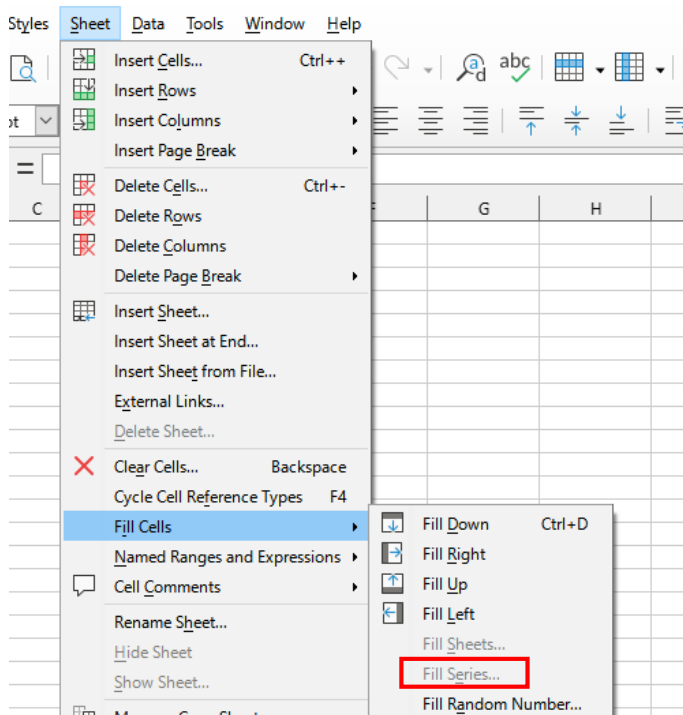 Styles Sheet Data Tools Window Help
Insert Cells... Ctrl++
Insert Rows
Insert Columns
Insert Page Break
Delete Cells... Ctrl+-
Delete Rows
Delete Columns
Delete Page Break
Insert Sheet...
Insert Sheet at End...
Insert Sheet from File...
External Links...
Delete Sheet...
Clear Cells... Backspace
Cycle Cell Reference Types F4
Fill Cells
Named Ranges and Expressions
Cell Comments
Rename Sheet...
Hide Sheet
Show Sheet...
Fill Down Ctrl+D
Fill Right
Fill Up
Fill Left
Fill Sheets...
Fill Series...
Fill Random Number...
abc
pt
=
C G H